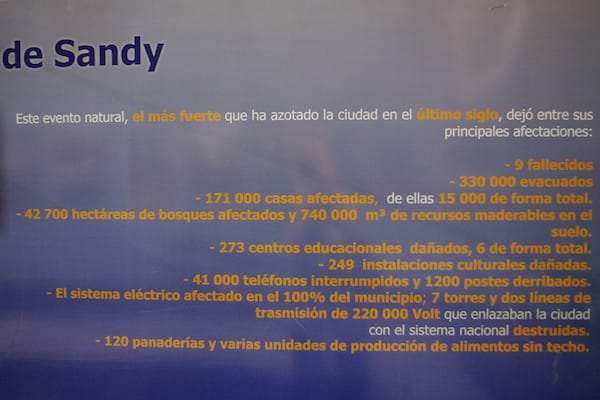 de Sandy
Este evento natural, el más fuerte que ha azotado la ciudad en el último siglo, dejó entre sus
principales afectaciones:
- 9 fallecidos
- 330 000 evacuados
- 171 000 casas afectadas, de ellas 15 000 de forma total.
- 42 700 hectáreas de bosques afectados y 740 000 m³ de recursos maderables en el
suelo.
- 273 centros educacionales dañados, 6 de forma total.
- 249 instalaciones culturales dañadas.
- 41 000 teléfonos interrumpidos y 1200 postes derribados.
- El sistema eléctrico afectado en el 100% del municipio; 7 torres y dos líneas de
trasmisión de 220 000 Volt que enlazaban la ciudad
con el sistema nacional destruidas.
- 120 panaderías y varias unidades de producción de alimentos sin techo.